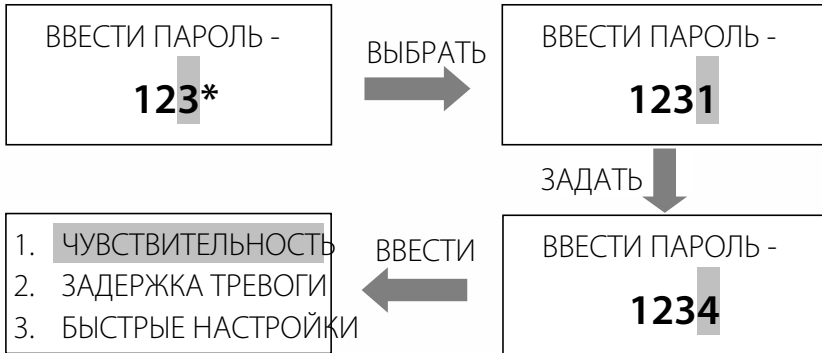 ВВЕСТИ ПАРОЛЬ -
123*
ВЫБРАТЬ
ВВЕСТИ ПАРОЛЬ -
1231
ЗАДАТЬ
ВВЕСТИ ПАРОЛЬ -
1234
ВВЕСТИ
1. ЧУВСТВИТЕЛЬНОСТЬ
2. ЗАДЕРЖКА ТРЕВОГИ
3. БЫСТРЫЕ НАСТРОЙКИ